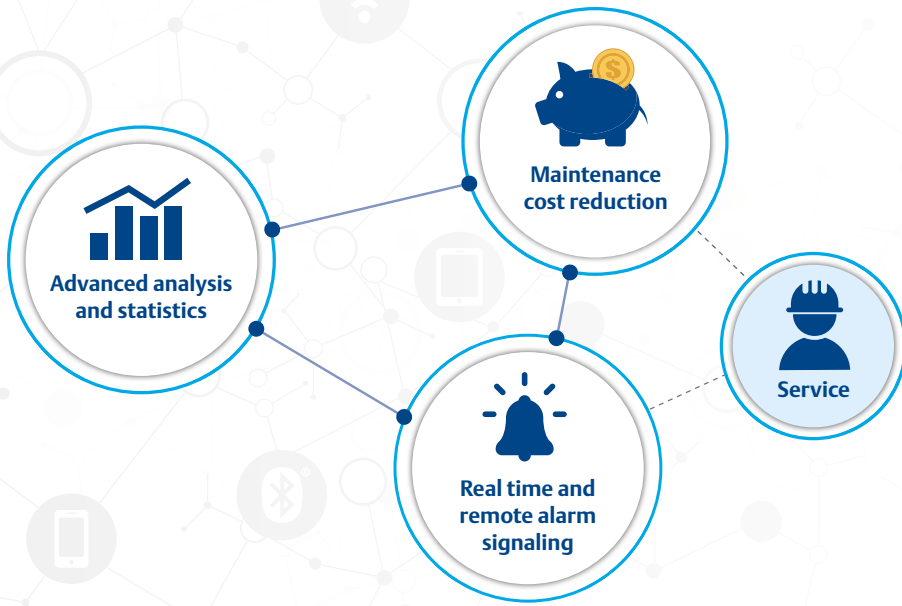 Maintenance
cost reduction
Advanced analysis
and statistics
Service
Real time and
remote alarm
signaling
$